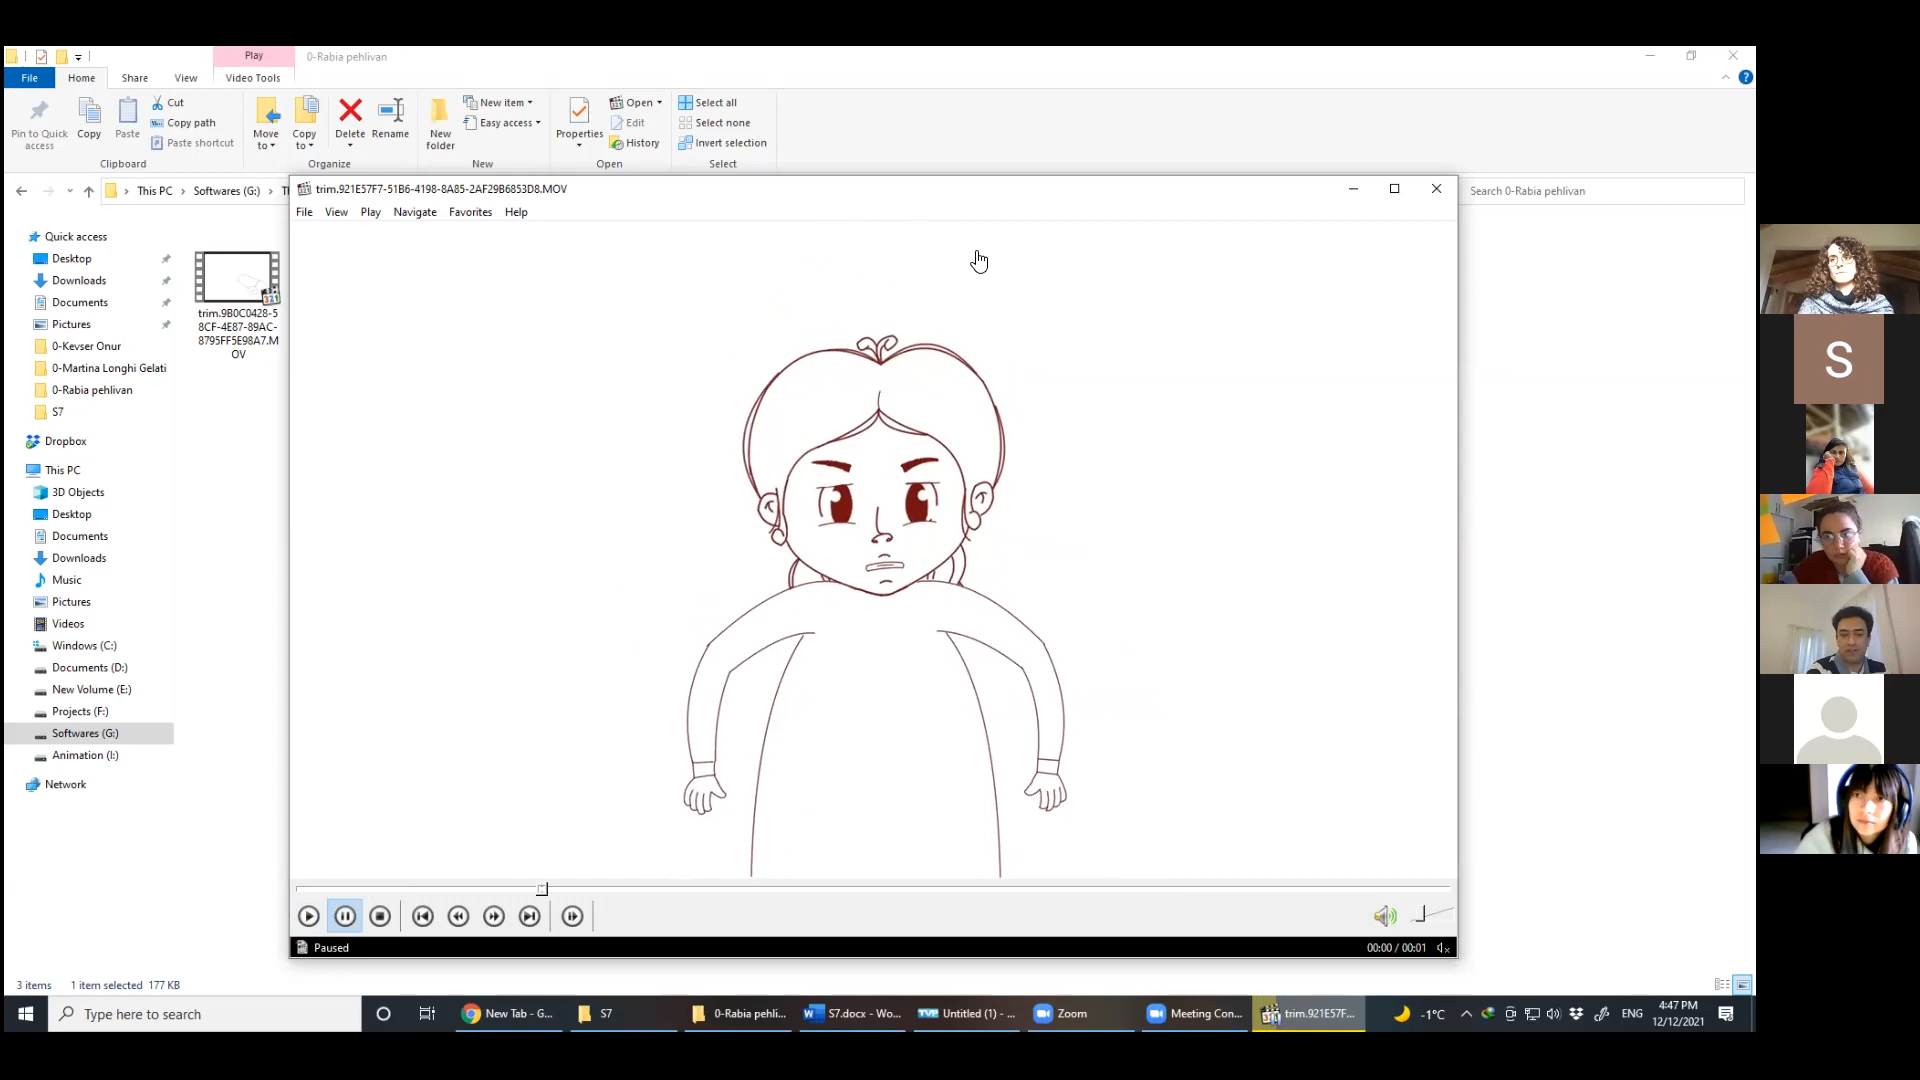 Play
0-Rabia pehlivan
File
Home
Share
View
Video Tools
Pin to Quick
access
Copy
Paste
Cut
Copy path
Paste shortcut
Clipboard
Move
to
Copy
to
Delete
Rename
Organize
New
folder
New item
Easy access
New
Properties
Open
Edit
History
Open
Select all
Select none
Invert selection
Select
This PC
Softwares (G:)
Search 0-Rabia pehlivan
trim.921E57F7-51B6-4198-8A85-2AF29B6853D8.MOV
File View Play Navigate Favorites Help
Quick access
Desktop
Downloads
Documents
Pictures
0-Kevser Onur
0-Martina Longhi Gelati
0-Rabia pehlivan
S7
Dropbox
This PC
3D Objects
Desktop
Documents
Downloads
Music
Pictures
Videos
Windows (C:)
Documents (D:)
New Volume (E:)
Projects (F:)
Softwares (G:)
Animation (I:)
Network
trim.9B0C0428-5
8CF-4E87-89AC-
8795FF5E98A7.M
OV
S
Paused
00:00 / 00:01
3 items
1 item selected 177 KB
Type here to search
New Tab - G...
S7
0-Rabia pehli...
S7.docx - Wo...
Untitled (1) - ...
Zoom
Meeting Con...
trim.921E57F...
-1°C
ENG
4:47 PM
12/12/2021